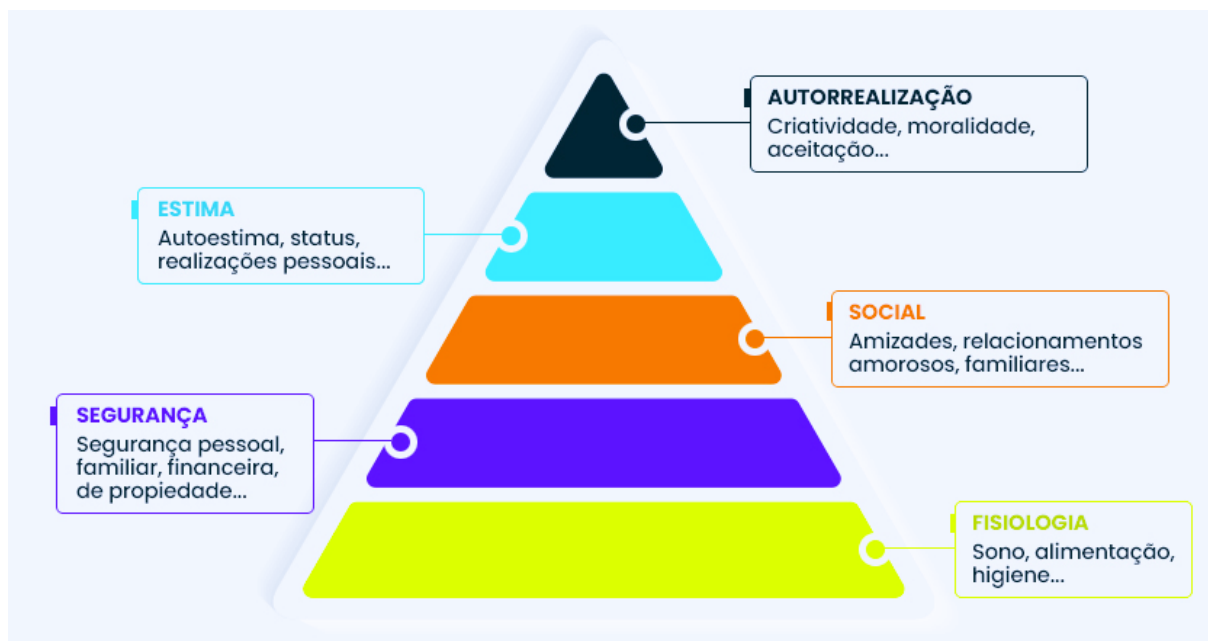 AUTORREALIZAÇÃO
Criatividade, moralidade,
aceitação...
ESTIMA
Autoestima, status,
realizações pessoais...
SOCIAL
Amizades, relacionamentos
amorosos, familiares...
SEGURANÇA
Segurança pessoal,
familiar, financeira,
de propiedade...
FISIOLOGIA
Sono, alimentação,
higiene...